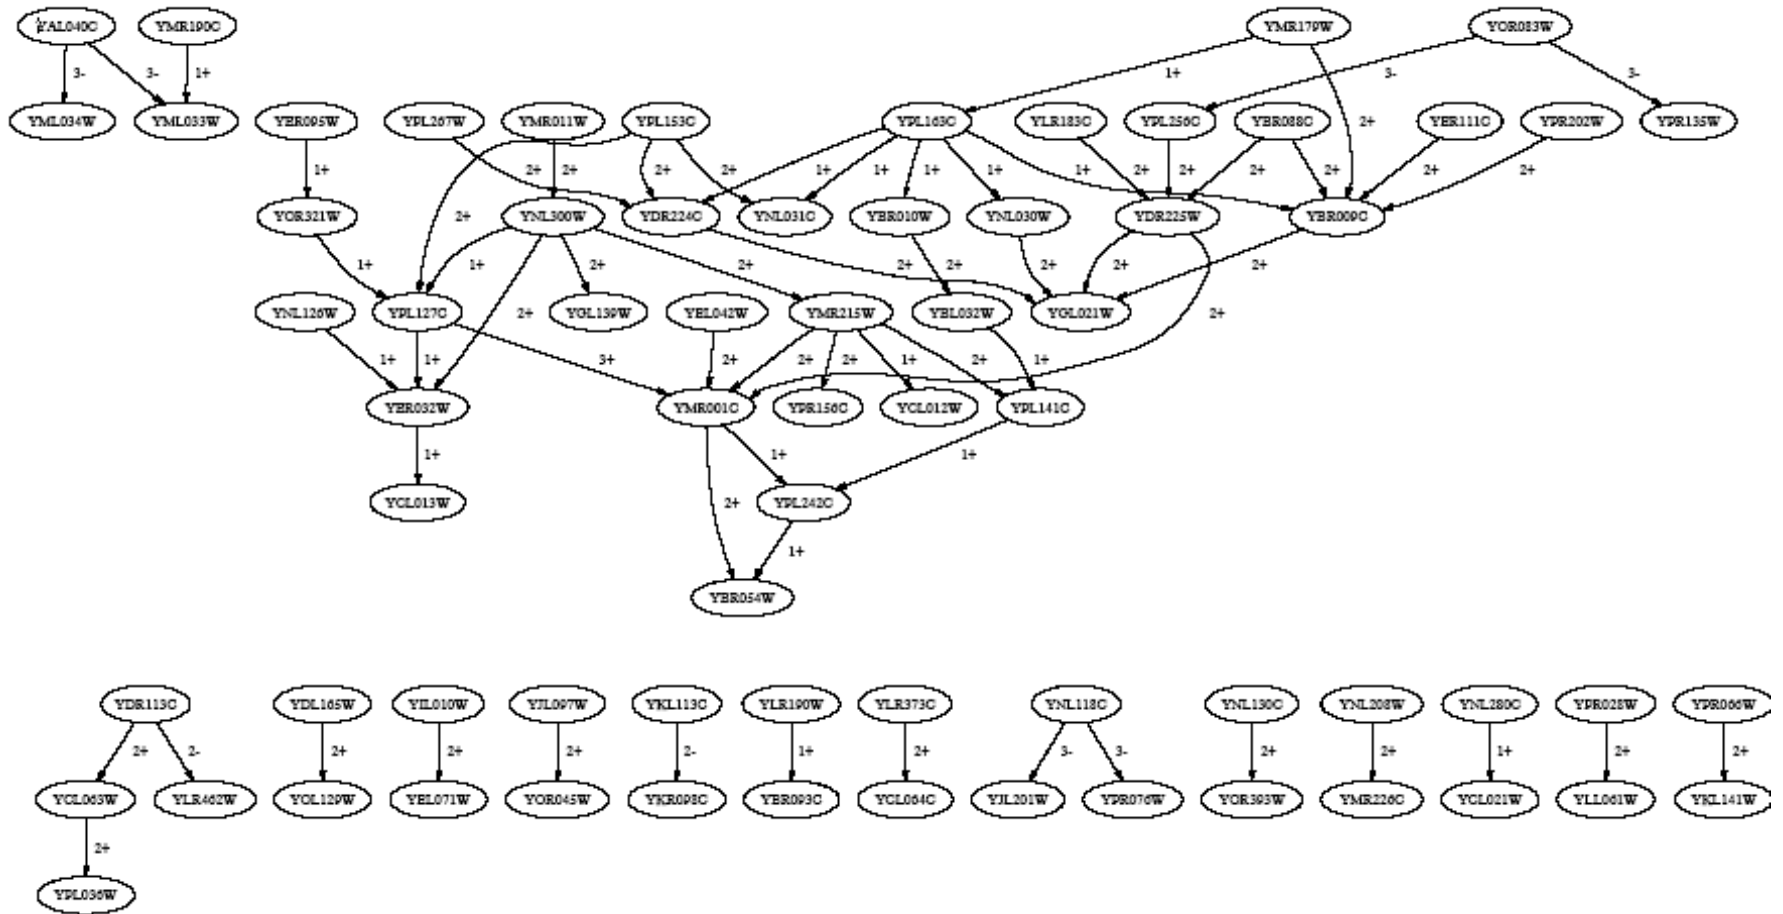 YAL040C YMR190C YMR179W YOR083W
3- 3- 1+ 1+ 3- 3-
YML034W YML033W YER095W YPL267W YMR011W YPL153C YPL163C YLR183C YPL256C YBR088C YER111C YPR202W YPR135W
2+
1+ 2+ 2+ 2+ 2+ 1+ 1+ 1+ 1+ 1+ 2+ 2+ 2+ 2+ 2+ 2+
YOR321W YNL300W YDR224C YNL031C YBR010W YNL030W YDR225W YBR009C
2+
1+ 1+ 2+ 2+ 2+ 2+ 2+ 2+ 2+
YNL126W YPL127C YGL139W YEL042W YMR215W YBL032W YGL021W
2+ 2+
1+ 1+ 3+ 2+ 2+ 2+ 1+ 2+ 1+
YER032W YMR001C YPR156C YCL012W YPL141C
1+ 1+ 1+
YGL013W 2+ YPL242C
1+
YBR054W
YDR113C YDL165W YIL010W YJL097W YKL113C YLR190W YLR373C YNL118C YNL130C YNL208W YNL280C YPR028W YPR066W
2+ 2- 2+ 2+ 2+ 2- 1+ 2+ 3- 3- 2+ 2+ 1+ 2+ 2+
YCL063W YLR462W YOL129W YEL071W YOR045W YKR098C YBR093C YCL064C YJL201W YPR076W YOR393W YMR226C YGL021W YLL061W YKL141W
2+
YPL036W